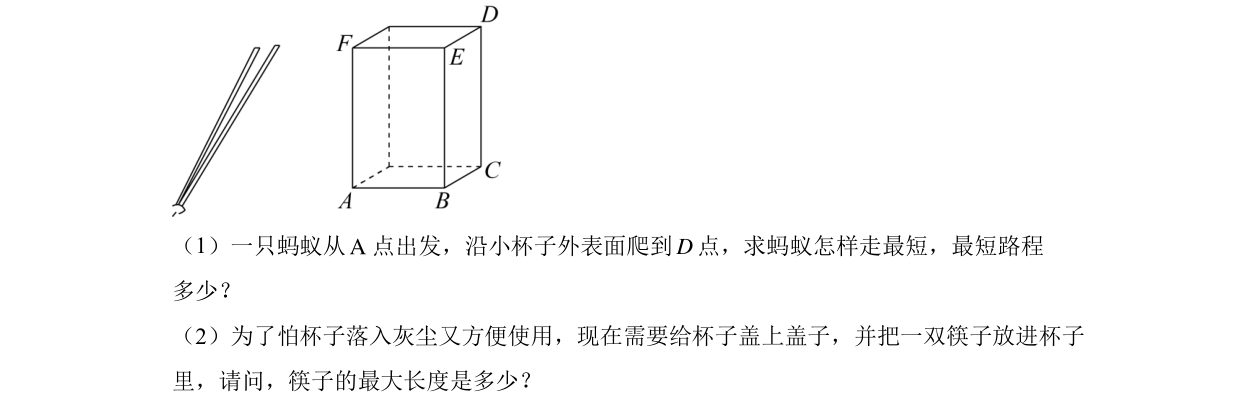 D
F
E
C
A
B
（1）一只蚂蚁从 A 点出发，沿小杯子外表面爬到 D 点，求蚂蚁怎样走最短，最短路程
多少？
（2）为了怕杯子落入灰尘又方便使用，现在需要给杯子盖上盖子，并把一双筷子放进杯子
里，请问，筷子的最大长度是多少？